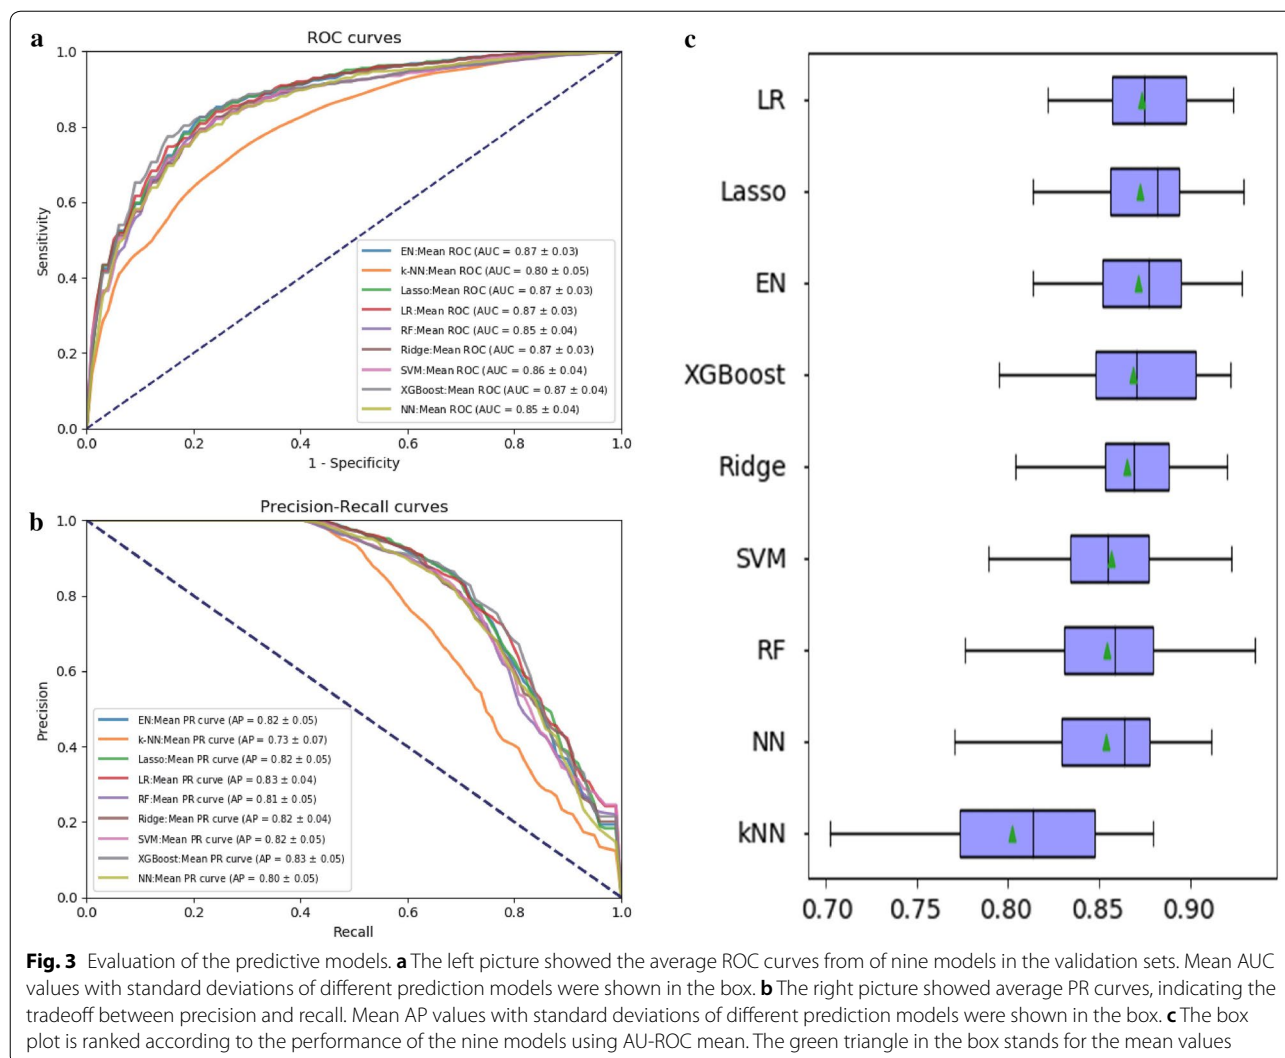 a
ROC curves
1.0
0.8
0.6
0.4
0.2
0.0
Sensitivity
EN:Mean ROC (AUC = 0.87 ± 0.03)
k-NN:Mean ROC (AUC = 0.80 ± 0.05)
Lasso:Mean ROC (AUC = 0.87 ± 0.03)
LR:Mean ROC (AUC = 0.87 ± 0.03)
RF:Mean ROC (AUC = 0.85 ± 0.04)
Ridge:Mean ROC (AUC = 0.87 ± 0.03)
SVM:Mean ROC (AUC = 0.86 ± 0.04)
XGBoost:Mean ROC (AUC = 0.87 ± 0.04)
NN:Mean ROC (AUC = 0.85 ± 0.04)
0.0 0.2 0.4 0.6 0.8 1.0
1 - Specificity
b
Precision-Recall curves
1.0
0.8
0.6
0.4
0.2
0.0
Precision
EN:Mean PR curve (AP = 0.82 ± 0.05)
k-NN:Mean PR curve (AP = 0.73 ± 0.07)
Lasso:Mean PR curve (AP = 0.82 ± 0.05)
LR:Mean PR curve (AP = 0.83 ± 0.04)
RF:Mean PR curve (AP = 0.81 ± 0.05)
Ridge:Mean PR curve (AP = 0.82 ± 0.04)
SVM:Mean PR curve (AP = 0.82 ± 0.05)
XGBoost:Mean PR curve (AP = 0.83 ± 0.05)
NN:Mean PR curve (AP = 0.80 ± 0.05)
0.0 0.2 0.4 0.6 0.8 1.0
Recall
c
LR
Lasso
EN
XGBoost
Ridge
SVM
RF
NN
kNN
0.70 0.75 0.80 0.85 0.90
Fig. 3 Evaluation of the predictive models. a The left picture showed the average ROC curves from of nine models in the validation sets. Mean AUC
values with standard deviations of different prediction models were shown in the box. b The right picture showed average PR curves, indicating the
tradeoff between precision and recall. Mean AP values with standard deviations of different prediction models were shown in the box. c The box
plot is ranked according to the performance of the nine models using AU-ROC mean. The green triangle in the box stands for the mean values